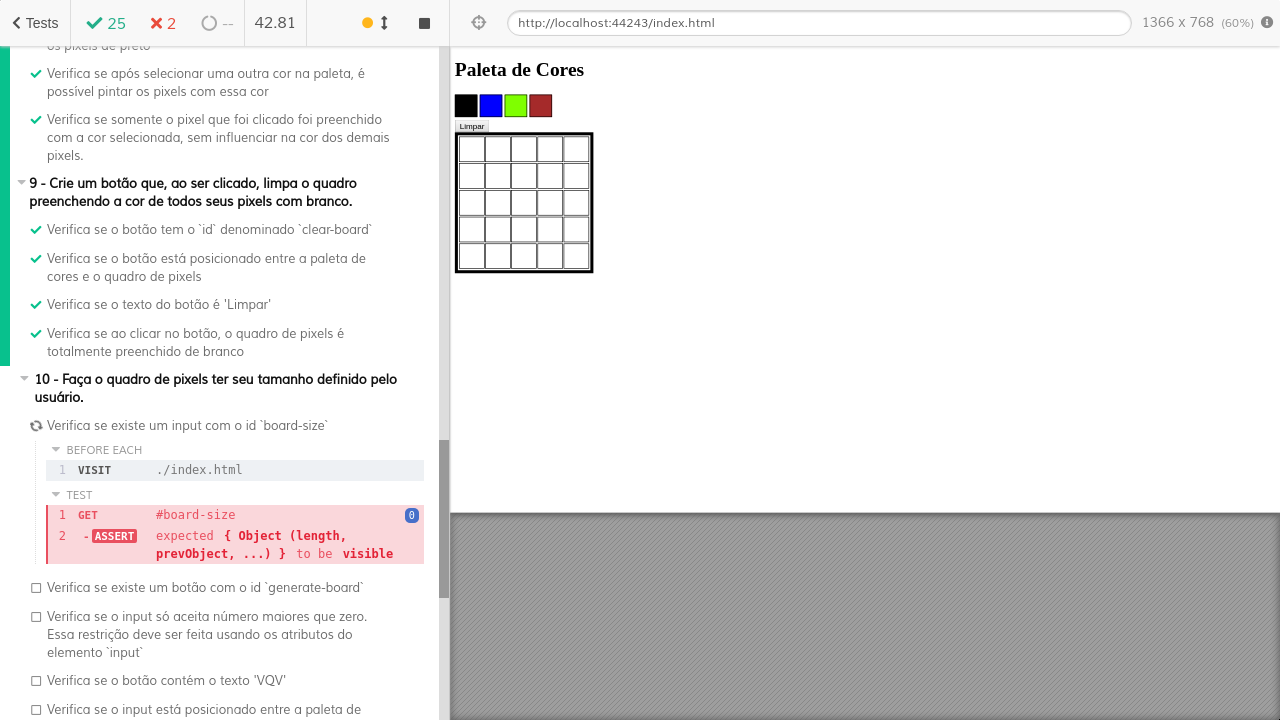 Tests
25
2
--
42.81
http://localhost:44243/index.html
1366 x 768 (60%)
os pixels de preto
Verifica se após selecionar uma outra cor na paleta, é
possível pintar os pixels com essa cor
Verifica se somente o pixel que foi clicado foi preenchido
com a cor selecionada, sem influenciar na cor dos demais
pixels.
9 - Crie um botão que, ao ser clicado, limpa o quadro
preenchendo a cor de todos seus pixels com branco.
Verifica se o botão tem o `id` denominado `clear-board`
Verifica se o botão está posicionado entre a paleta de
cores e o quadro de pixels
Verifica se o texto do botão é 'Limpar'
Verifica se ao clicar no botão, o quadro de pixels é
totalmente preenchido de branco
10 - Faça o quadro de pixels ter seu tamanho definido pelo
usuário.
Verifica se existe um input com o id `board-size`
BEFORE EACH
1 VISIT ./index.html
TEST
1 GET #board-size 0
2 - ASSERT expected { Object (length,
prevObject, ...) } to be visible
Verifica se existe um botão com o id `generate-board`
Verifica se o input só aceita número maiores que zero.
Essa restrição deve ser feita usando os atributos do
elemento `input`
Verifica se o botão contém o texto 'VQV'
Verifica se o input está posicionado entre a paleta de
Paleta de Cores
Limpar